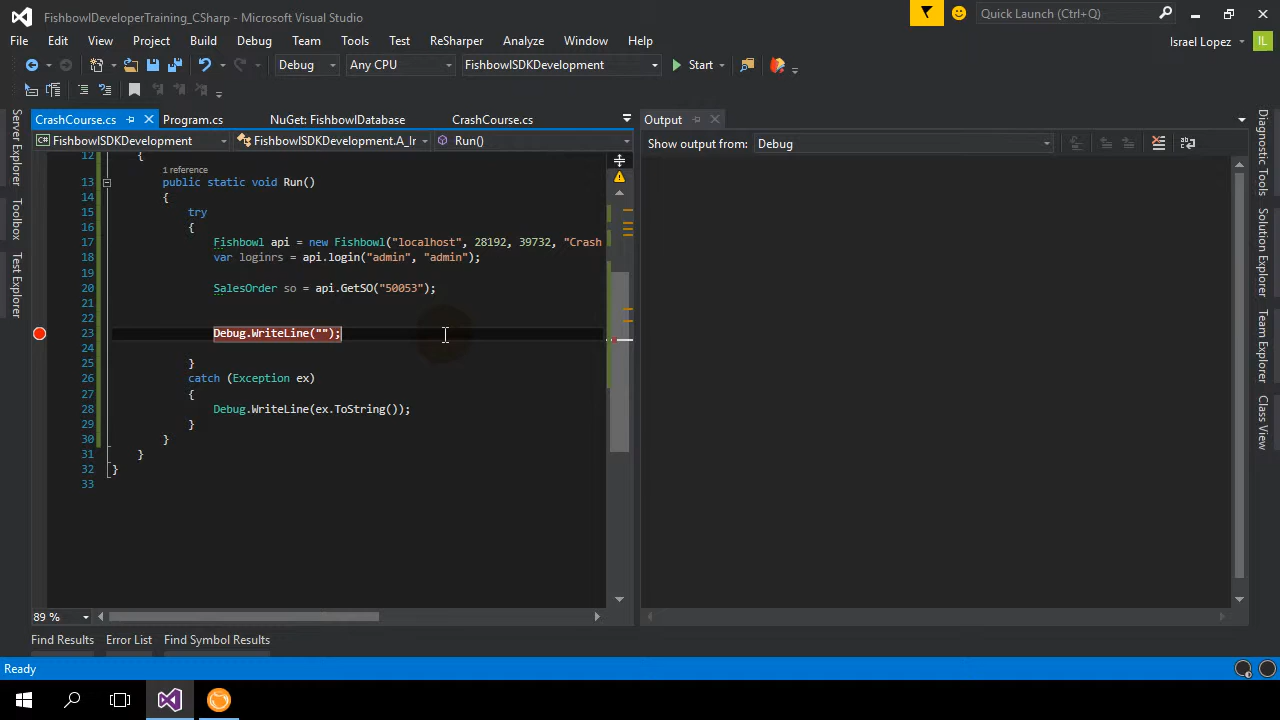 FishbowlDeveloperTraining_CSharp - Microsoft Visual Studio
Quick Launch (Ctrl+Q)
File Edit View Project Build Debug Team Tools Test ReSharper Analyze Window Help
Israel Lopez IL
Debug Any CPU FishbowlSDKDevelopment Start
Server Explorer
Toolbox
Test Explorer
CrashCourse.cs Program.cs NuGet: FishbowlDatabase CrashCourse.cs
FishbowlSDKDevelopment FishbowlSDKDevelopment.A_Ir Run()
12 {
1 reference
13 public static void Run()
14 {
15 try
16 {
17 Fishbowl api = new Fishbowl("localhost", 28192, 39732, "Crash
18 var loginrs = api.login("admin", "admin");
19
20 SalesOrder so = api.GetSO("50053");
21
22
23 Debug.WriteLine("");
24
25 }
26 catch (Exception ex)
27 {
28 Debug.WriteLine(ex.ToString());
29 }
30 }
31 }
32 }
33
89 %
Output
Show output from: Debug
Diagnostic Tools
Solution Explorer
Team Explorer
Class View
Find Results Error List Find Symbol Results
Ready